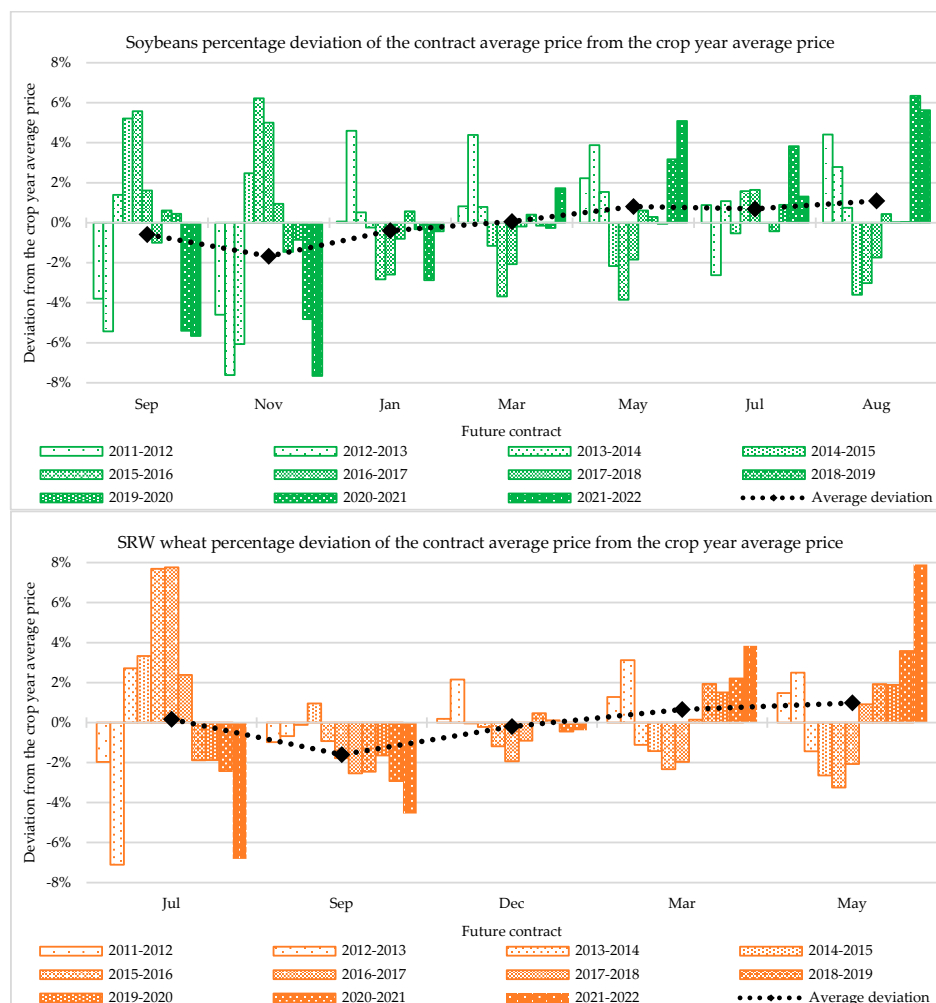 Soybeans percentage deviation of the contract average price from the crop year average price
Deviation from the crop year average price
8%
6%
4%
2%
0%
-2%
-4%
-6%
-8%
Sep Nov Jan Mar May Jul Aug
Future contract
2011-2012 2012-2013 2013-2014 2014-2015
2015-2016 2016-2017 2017-2018 2018-2019
2019-2020 2020-2021 2021-2022 Average deviation
SRW wheat percentage deviation of the contract average price from the crop year average price
Deviation from the crop year average price
8%
6%
4%
2%
0%
-2%
-4%
-6%
-8%
Jul Sep Dec Mar May
Future contract
2011-2012 2012-2013 2013-2014 2014-2015
2015-2016 2016-2017 2017-2018 2018-2019
2019-2020 2020-2021 2021-2022 Average deviation